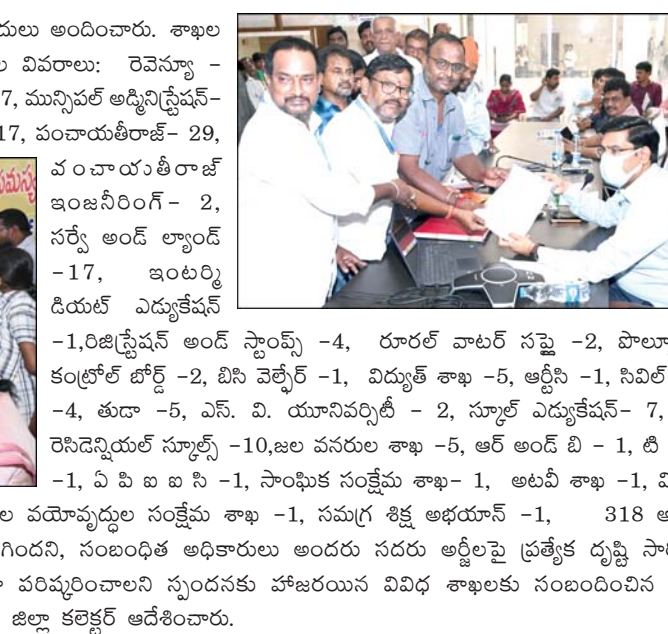 దులు అందించారు. శాఖల
ల వివరాలు: రెవెన్యూ -
7, మున్సిపల్ అడ్మినిస్ట్రేషన్-
17, పంచాయతీరాజ్- 29,
సమస్య
పంచాయతీరాజ్
ఇంజనీరింగ్- 2,
సర్వే అండ్ ల్యాండ్
-17, ఇంటర్మి
డియట్ ఎడ్యుకేషన్
-1,రిజిస్ట్రేషన్ అండ్ స్టాంప్స్ -4, రూరల్ వాటర్ సప్లై -2, పొలూ
కంట్రోల్ బోర్డ్ -2, బిసి వెల్ఫేర్ -1, విద్యుత్ శాఖ -5, ఆర్టీసి -1, సివిల్
-4, తుడా -5, ఎస్. వి. యూనివర్సిటీ - 2, స్కూల్ ఎడ్యుకేషన్- 7,
రెసిడెన్షియల్ స్కూల్స్ -10,జల వనరుల శాఖ -5, ఆర్ అండ్ బి - 1, టి
-1, ఏ పి ఐ ఐ సి -1, సాంఘిక సంక్షేమ శాఖ- 1, అటవీ శాఖ -1, వి
ల వయోవృద్ధుల సంక్షేమ శాఖ -1, సమగ్ర శిక్ష అభయాన్ -1, 318 అ
గిందని, సంబంధిత అధికారులు అందరు సదరు అర్జీలపై ప్రత్యేక దృష్టి సా
పరిష్కరించాలని స్పందనకు హాజరయిన వివిధ శాఖలకు సంబందించిన
జిల్లా కలెక్టర్ ఆదేశించారు.